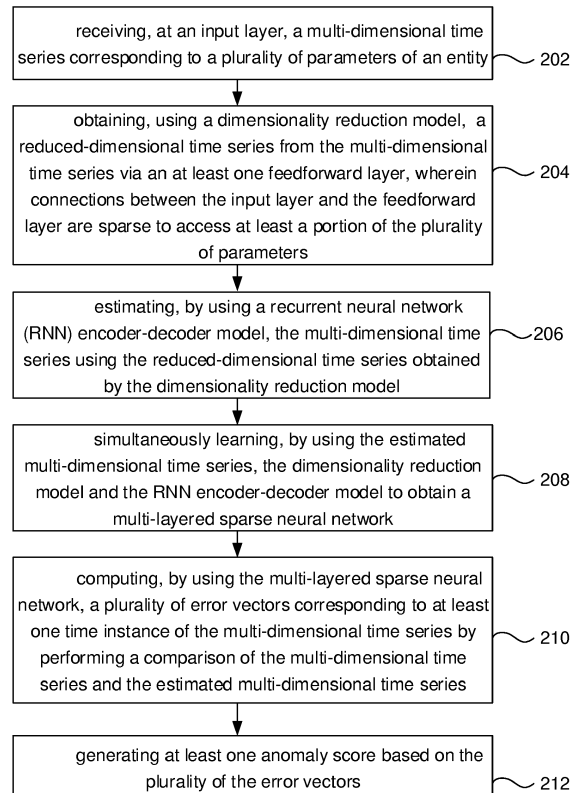 receiving, at an input layer, a multi-dimensional time
series corresponding to a plurality of parameters of an entity
202
obtaining, using a dimensionality reduction model, a
reduced-dimensional time series from the multi-dimensional
time series via an at least one feedforward layer, wherein
connections between the input layer and the feedforward
layer are sparse to access at least a portion of the plurality
of parameters
204
estimating, by using a recurrent neural network
(RNN) encoder-decoder model, the multi-dimensional time
series using the reduced-dimensional time series obtained
by the dimensionality reduction model
206
simultaneously learning, by using the estimated
multi-dimensional time series, the dimensionality reduction
model and the RNN encoder-decoder model to obtain a
multi-layered sparse neural network
208
computing, by using the multi-layered sparse neural
network, a plurality of error vectors corresponding to at least
one time instance of the multi-dimensional time series by
performing a comparison of the multi-dimensional time
series and the estimated multi-dimensional time series
210
generating at least one anomaly score based on the
plurality of the error vectors
212